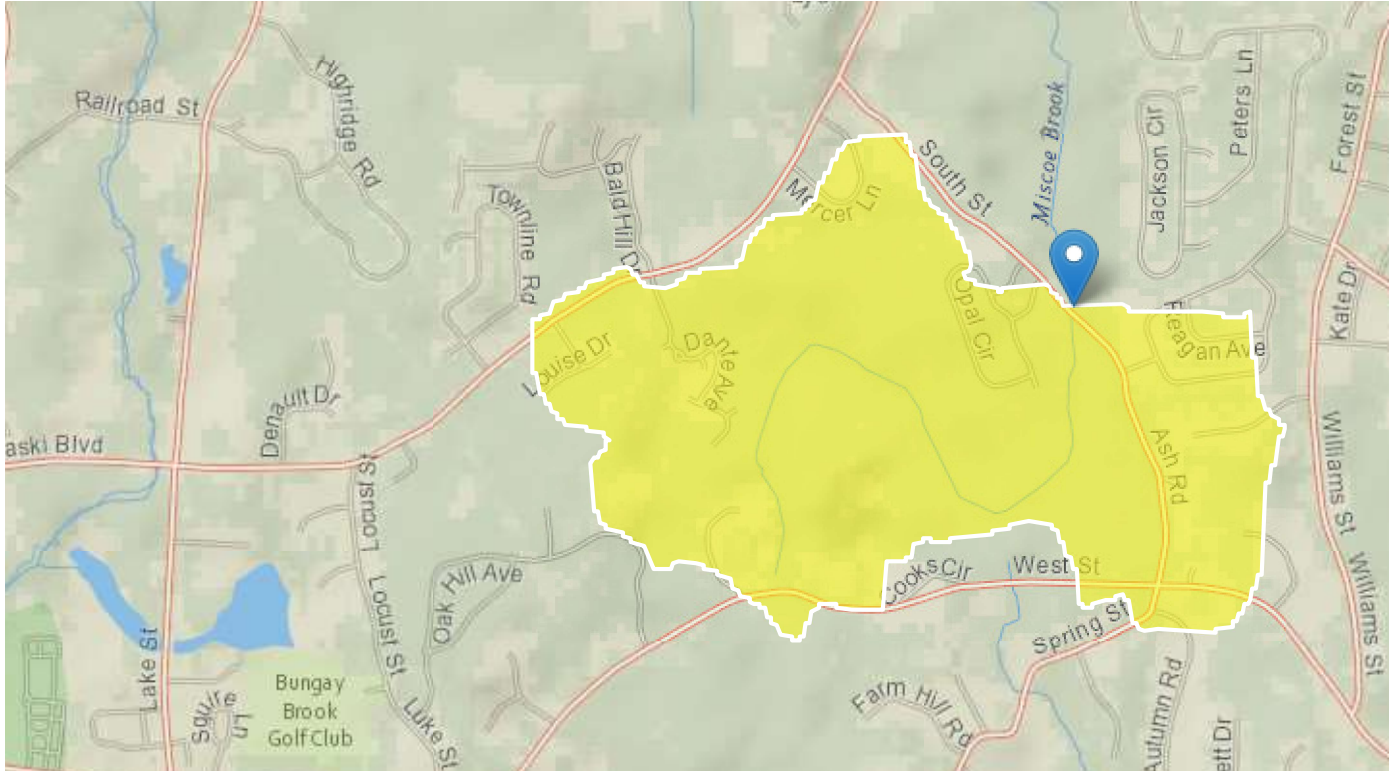 Railroad St
Highridge Rd
Townline Rd
Bald Hill Dr
Mercer Ln
South St
Miscoe Brook
Jackson Cir
Peters Ln
Forest St
Kate Dr
Opal Cir
Reagan Ave
Louise Dr
Dante Ave
Denault Dr
aski Blvd
Locust St
Ash Rd
Williams St
Williams St
Oak Hill Ave
Locust St
Cooks Cir
West St
Spring St
Lake St
Squire Ln
Bungay
Brook
Golf Club
Luke St
Farm Hill Rd
Autumn Rd
ett Dr